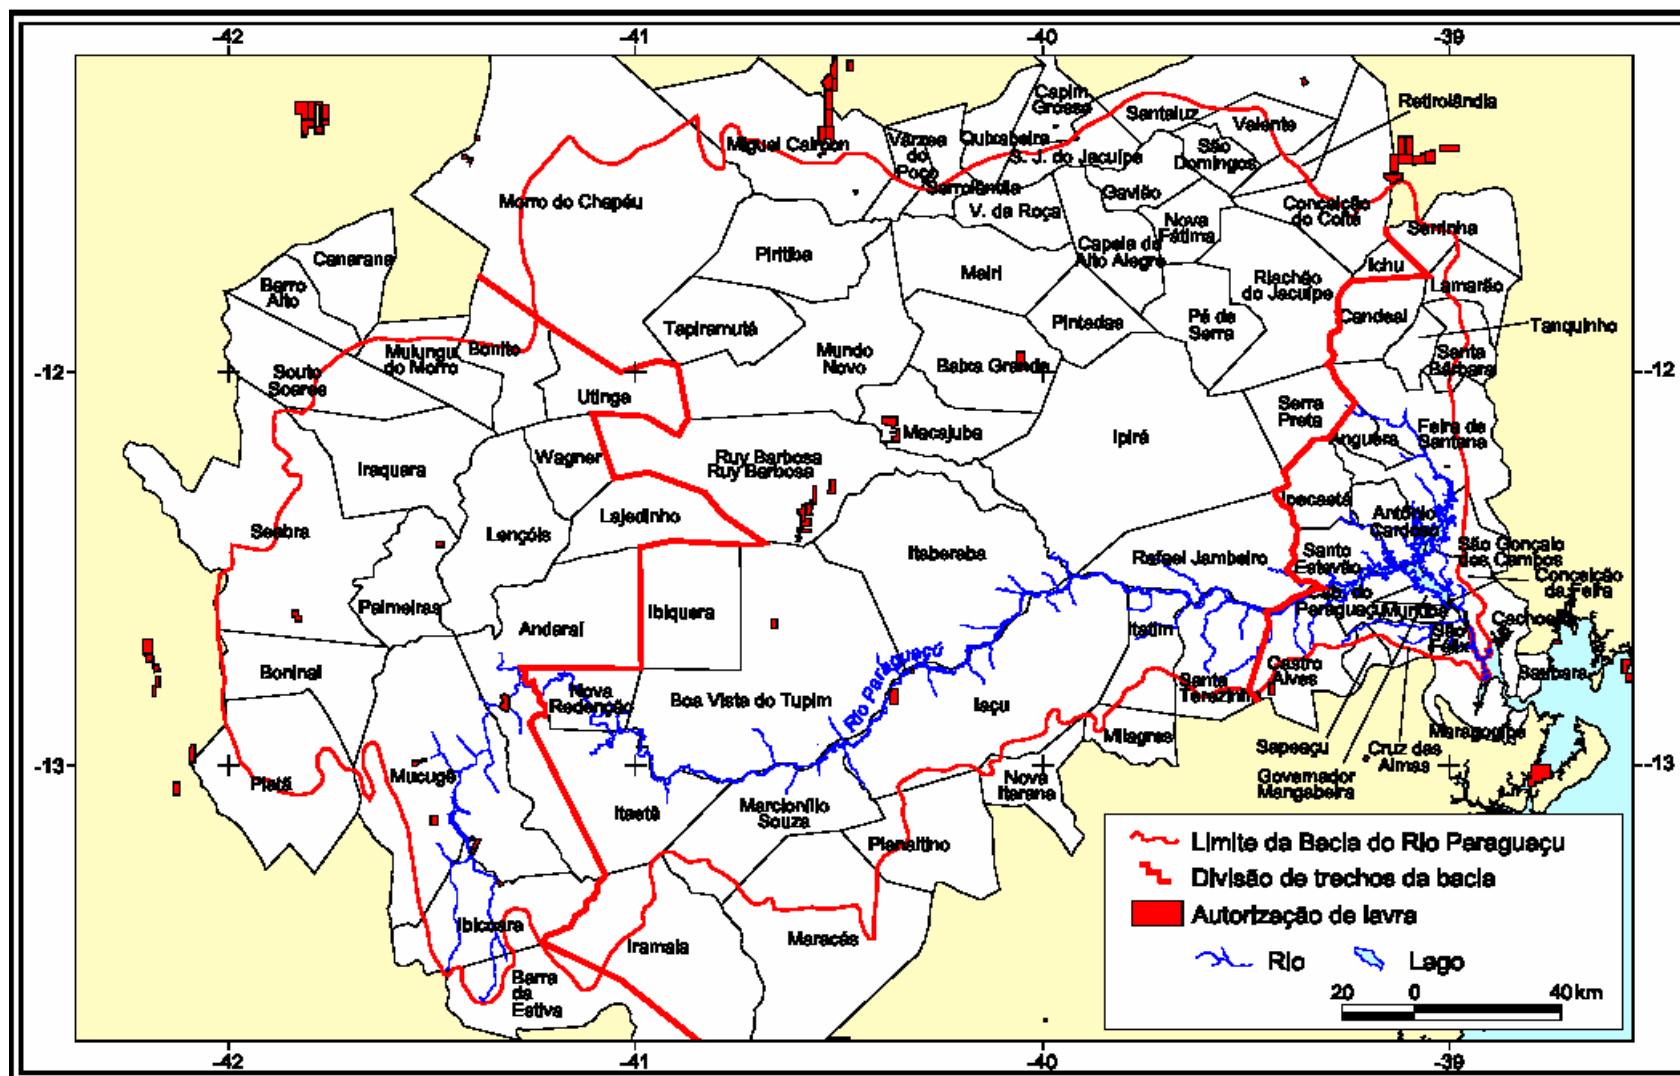 -42
-41
-40
-39
Capim
Grosso
Santaluz
Retirolândia
Valente
Miguel Calmon
Várzea
do
Poço
Quixabeira
S. J. do Jacuípe
São
Domingos
Serrolândia
Gavião
V. da Roça
Morro do Chapéu
Nova
Fátima
Conceição
do Coité
Serrinha
Canarana
Barro
Alto
Piritiba
Mairi
Capela do
Alto Alegre
Riachão
do Jacuípe
Ichu
Lamarão
Tapiramutá
Pintadas
Pé de
Serra
Candeal
Tanquinho
Mulungu
do Morro
Bonito
Mundo
Novo
Baixa Grande
Santa
Bárbara
-12
-12
Souto
Soares
Utinga
Serra
Preta
Macajuba
Ipirá
Anguera
Feira de
Santana
Iraquara
Wagner
Ruy Barbosa
Ruy Barbosa
Ipecaetá
Antônio
Cardoso
Seabra
Lençóis
Lajedinho
Itaberaba
Rafael Jambeiro
Santo
Estevão
São Gonçalo
dos Campos
Conceição
da Feira
Palmeiras
Andaraí
Ibiquera
Itatim
Cab. do
Paraguaçu
Muritiba
São
Félix
Cachoeira
Boninal
Nova
Redenção
Boa Vista do Tupim
Rio Paraguaçu
Iaçu
Santa
Terezinh
Castro
Alves
Saubara
Milagres
Sapeaçu
Cruz das
Almas
Maragogipe
Governador
Mangabeira
-13
-13
Piatã
Mucugê
Itaetê
Marcionílio
Souza
Nova
Itarana
Planaltino
Ibicoara
Iramaia
Maracás
Barra
da
Estiva
Limite da Bacia do Rio Paraguaçu
Divisão de trechos da bacia
Autorização de lavra
Rio
Lago
20 0 40 km
-42
-41
-40
-39